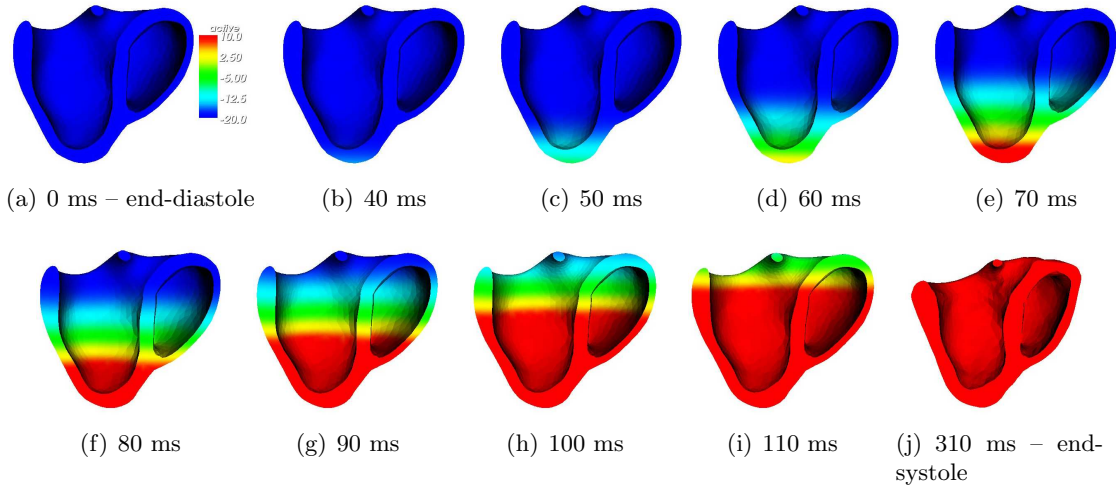 active
10.0
2.50
-5.00
-12.5
-20.0
(a) 0 ms – end-diastole
(b) 40 ms
(c) 50 ms
(d) 60 ms
(e) 70 ms
(f) 80 ms
(g) 90 ms
(h) 100 ms
(i) 110 ms
(j) 310 ms – end-
systole